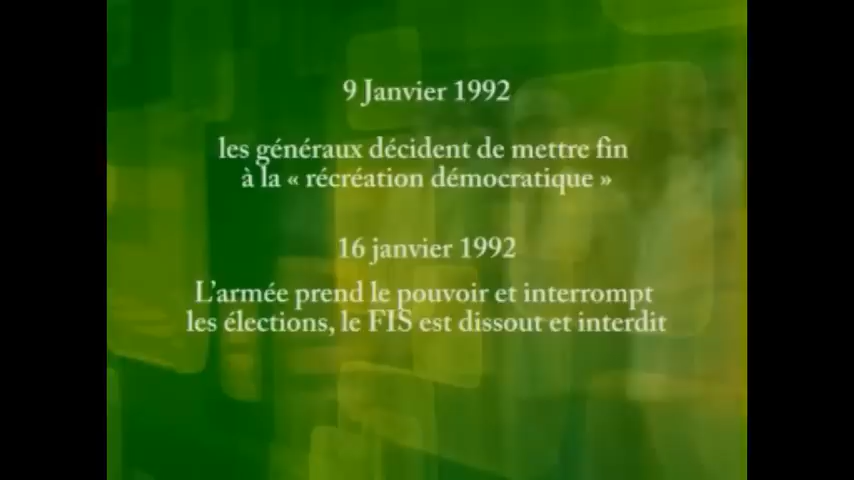 9 Janvier 1992
les généraux décident de mettre fin
à la « récréation démocratique »
16 janvier 1992
L'armée prend le pouvoir et interrompt
les élections, le FIS est dissout et interdit